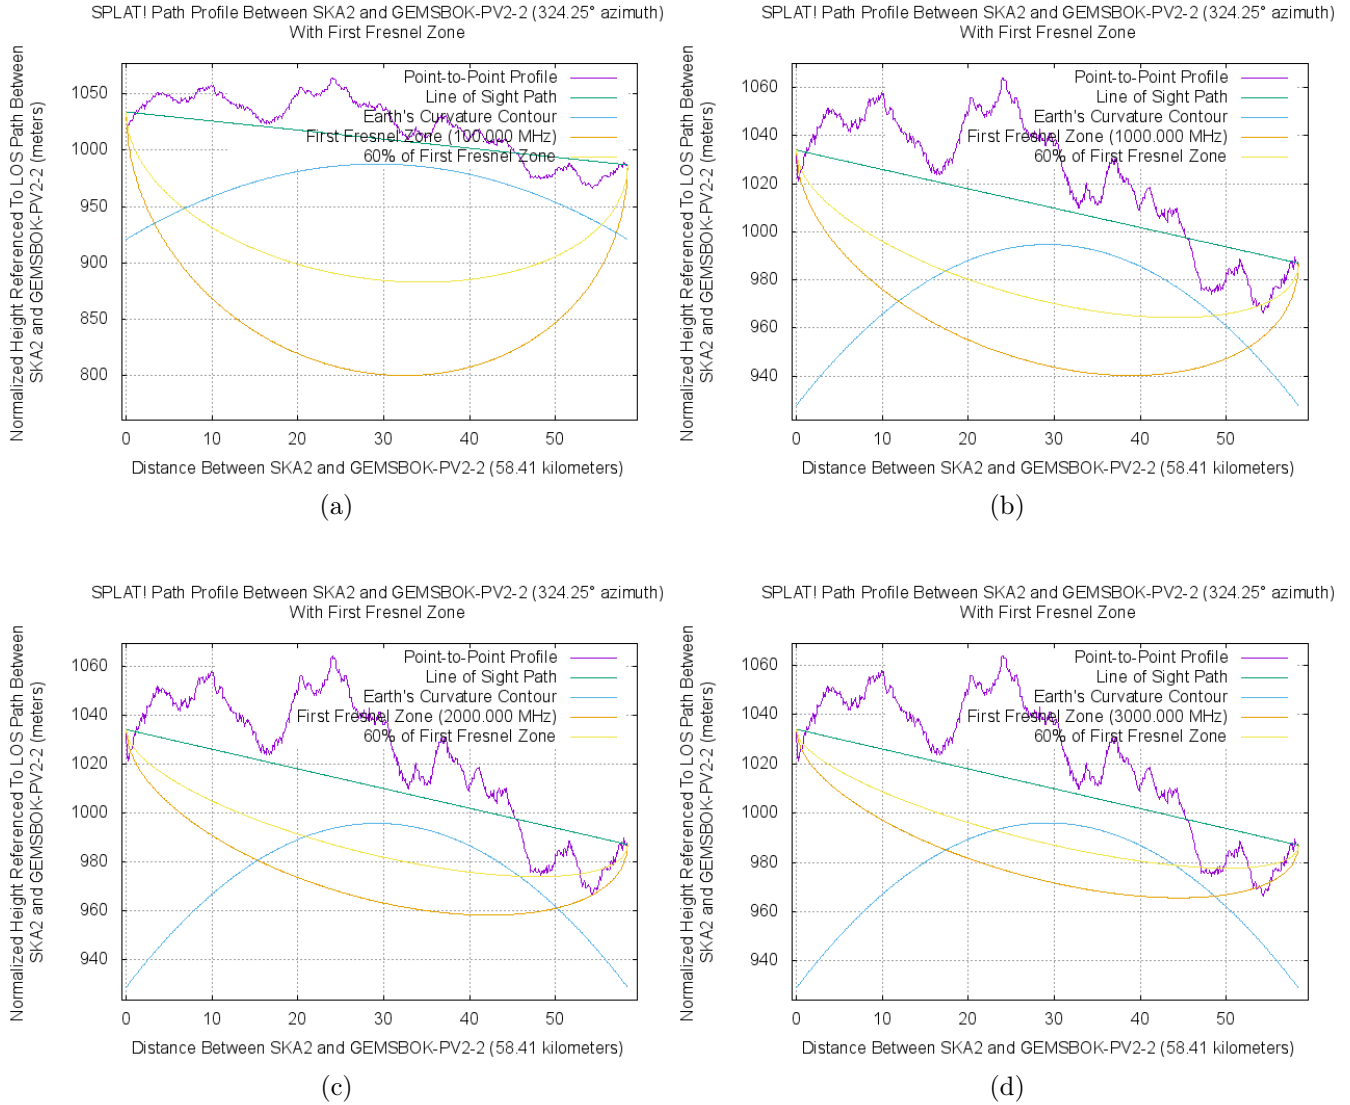 SPLAT! Path Profile Between SKA2 and GEMSBOK-PV2-2 (324.25° azimuth)
With First Fresnel Zone
Normalized Height Referenced To LOS Path Between
SKA2 and GEMSBOK-PV2-2 (meters)
Point-to-Point Profile
Line of Sight Path
Earth's Curvature Contour
First Fresnel Zone (100.000 MHz)
60% of First Fresnel Zone
1050
1000
950
900
850
800
0 10 20 30 40 50
Distance Between SKA2 and GEMSBOK-PV2-2 (58.41 kilometers)
(a)
SPLAT! Path Profile Between SKA2 and GEMSBOK-PV2-2 (324.25° azimuth)
With First Fresnel Zone
Normalized Height Referenced To LOS Path Between
SKA2 and GEMSBOK-PV2-2 (meters)
Point-to-Point Profile
Line of Sight Path
Earth's Curvature Contour
First Fresnel Zone (1000.000 MHz)
60% of First Fresnel Zone
1060
1040
1020
1000
980
960
940
0 10 20 30 40 50
Distance Between SKA2 and GEMSBOK-PV2-2 (58.41 kilometers)
(b)
SPLAT! Path Profile Between SKA2 and GEMSBOK-PV2-2 (324.25° azimuth)
With First Fresnel Zone
Normalized Height Referenced To LOS Path Between
SKA2 and GEMSBOK-PV2-2 (meters)
Point-to-Point Profile
Line of Sight Path
Earth's Curvature Contour
First Fresnel Zone (2000.000 MHz)
60% of First Fresnel Zone
1060
1040
1020
1000
980
960
940
0 10 20 30 40 50
Distance Between SKA2 and GEMSBOK-PV2-2 (58.41 kilometers)
(c)
SPLAT! Path Profile Between SKA2 and GEMSBOK-PV2-2 (324.25° azimuth)
With First Fresnel Zone
Normalized Height Referenced To LOS Path Between
SKA2 and GEMSBOK-PV2-2 (meters)
Point-to-Point Profile
Line of Sight Path
Earth's Curvature Contour
First Fresnel Zone (3000.000 MHz)
60% of First Fresnel Zone
1060
1040
1020
1000
980
960
940
0 10 20 30 40 50
Distance Between SKA2 and GEMSBOK-PV2-2 (58.41 kilometers)
(d)